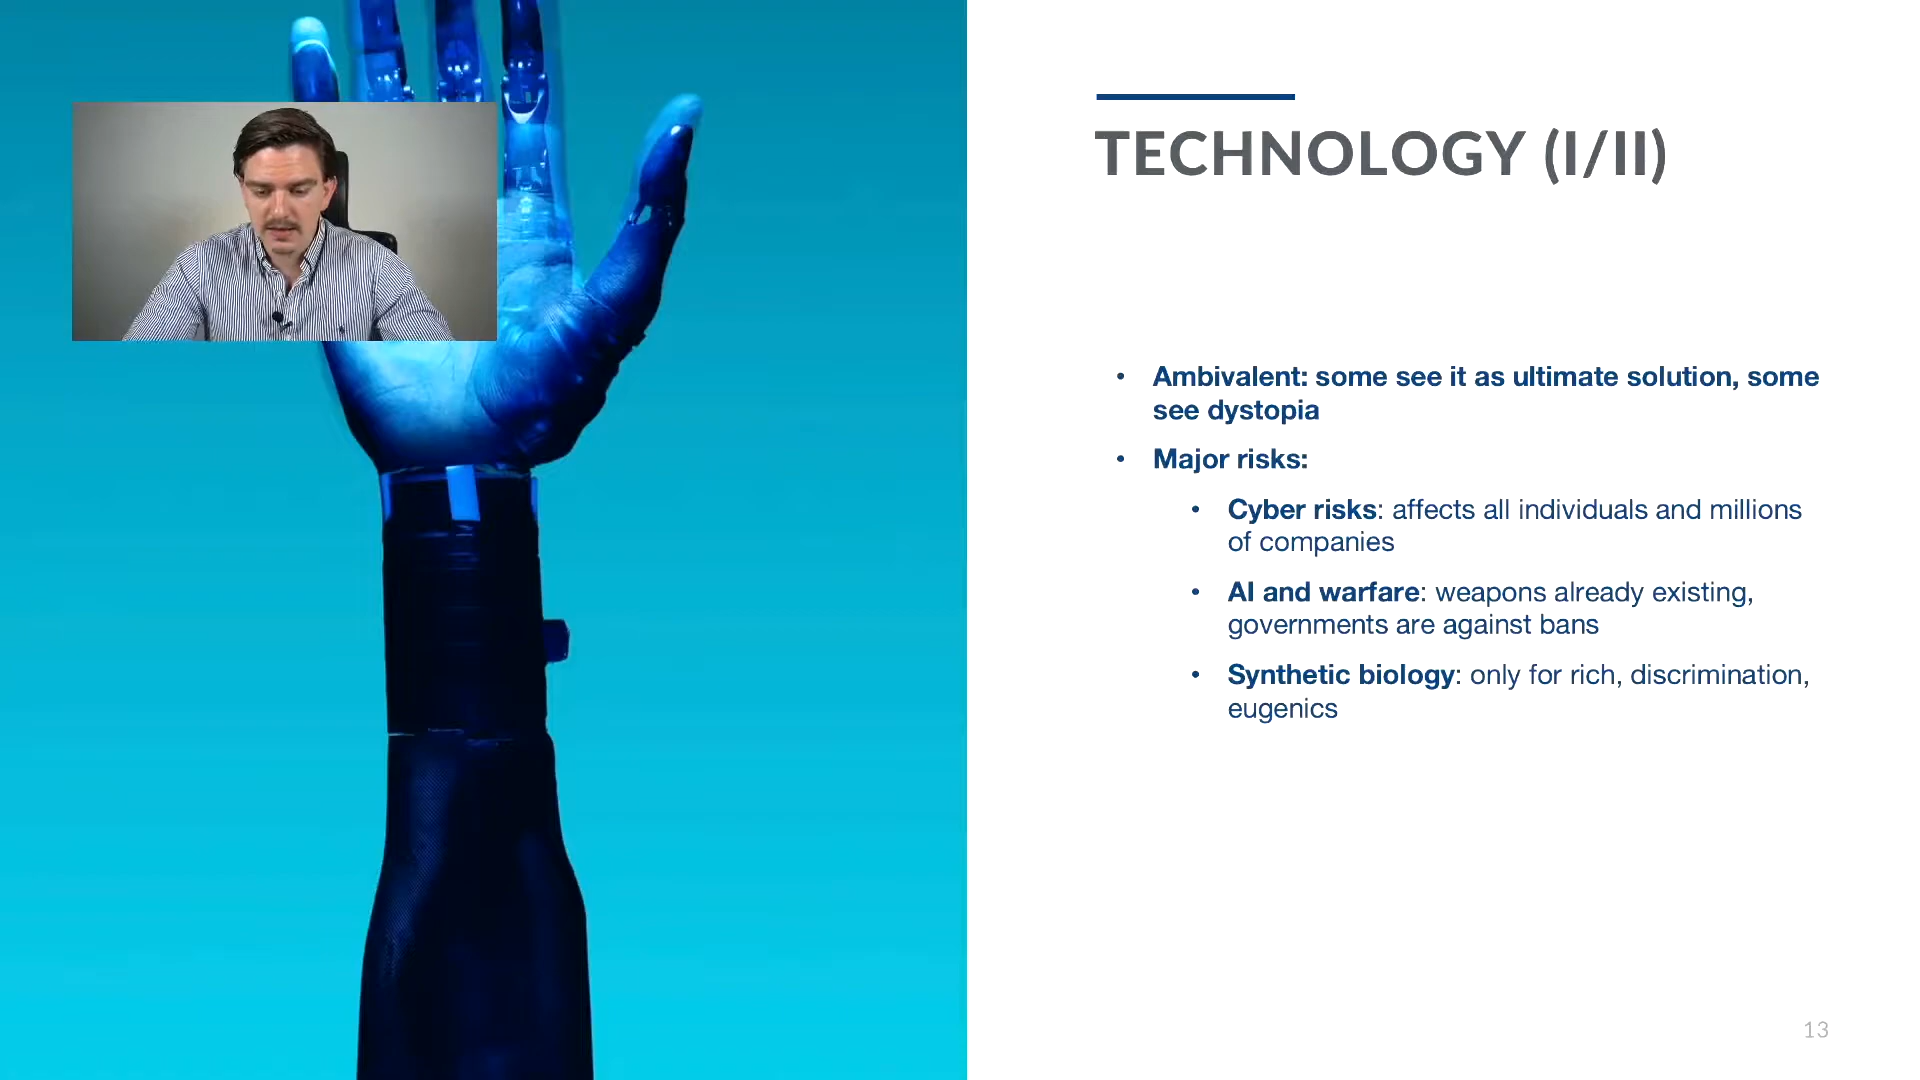 TECHNOLOGY (I/II)
• Ambivalent: some see it as ultimate solution, some
see dystopia
• Major risks:
• Cyber risks: affects all individuals and millions
of companies
• AI and warfare: weapons already existing,
governments are against bans
• Synthetic biology: only for rich, discrimination,
eugenics
13